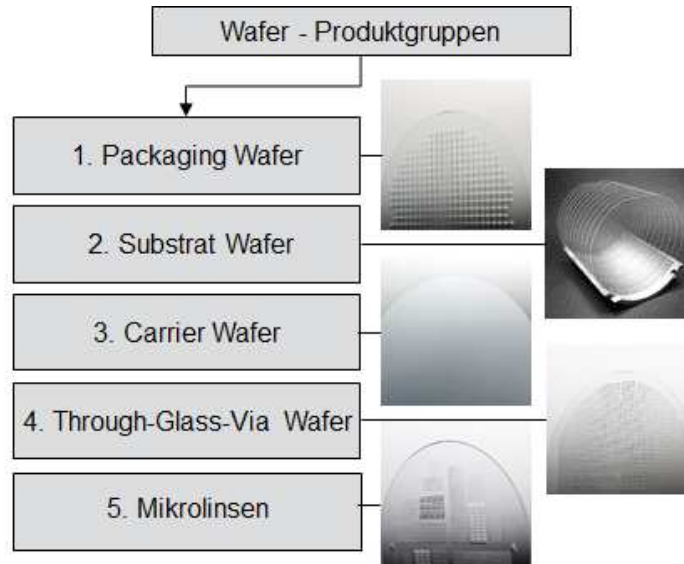 Wafer - Produktgruppen
1. Packaging Wafer
2. Substrat Wafer
3. Carrier Wafer
4. Through-Glass-Via Wafer
5. Mikrolinsen